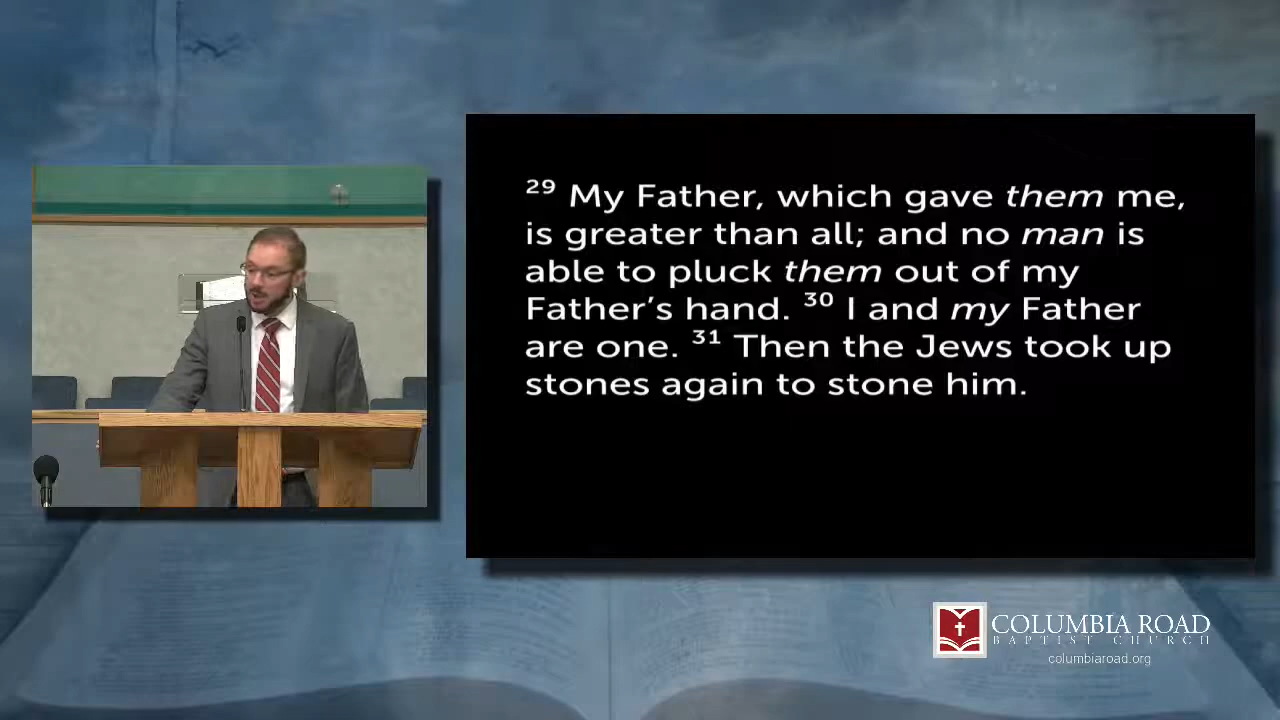 29 My Father, which gave them me,
is greater than all; and no man is
able to pluck them out of my
Father’s hand. 30 I and my Father
are one. 31 Then the Jews took up
stones again to stone him.
COLUMBIA ROAD
BAPTIST CHURCH
columbiaroad.org